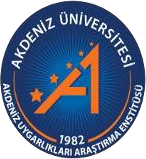 AKDENİZ ÜNİVERSİTESİ
1982
AKDENİZ UYGARLIKLARI ARAŞTIRMA ENSTİTÜSÜ